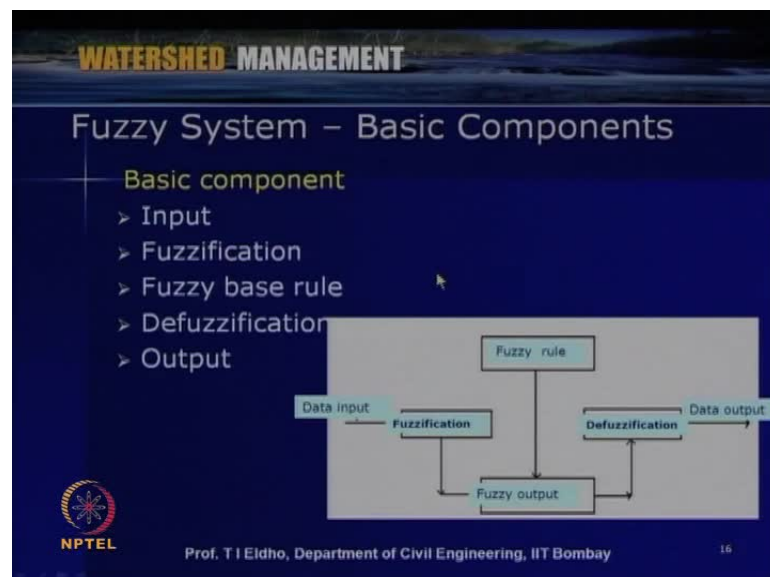 WATERSHED MANAGEMENT
Fuzzy System – Basic Components
Basic component
➢ Input
➢ Fuzzification
➢ Fuzzy base rule
➢ Defuzzification
➢ Output
Fuzzy rule
Data input
Data output
Fuzzification
Defuzzification
Fuzzy output
NPTEL
Prof. T I Eldho, Department of Civil Engineering, IIT Bombay
16